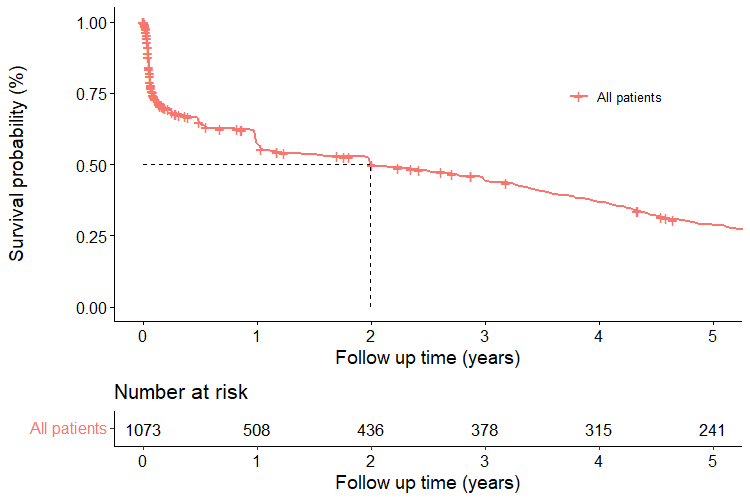 Survival probability (%)
1.00
0.75
0.50
0.25
0.00
All patients
0 1 2 3 4 5
Follow up time (years)
Number at risk
All patients 1073 508 436 378 315 241
0 1 2 3 4 5
Follow up time (years)